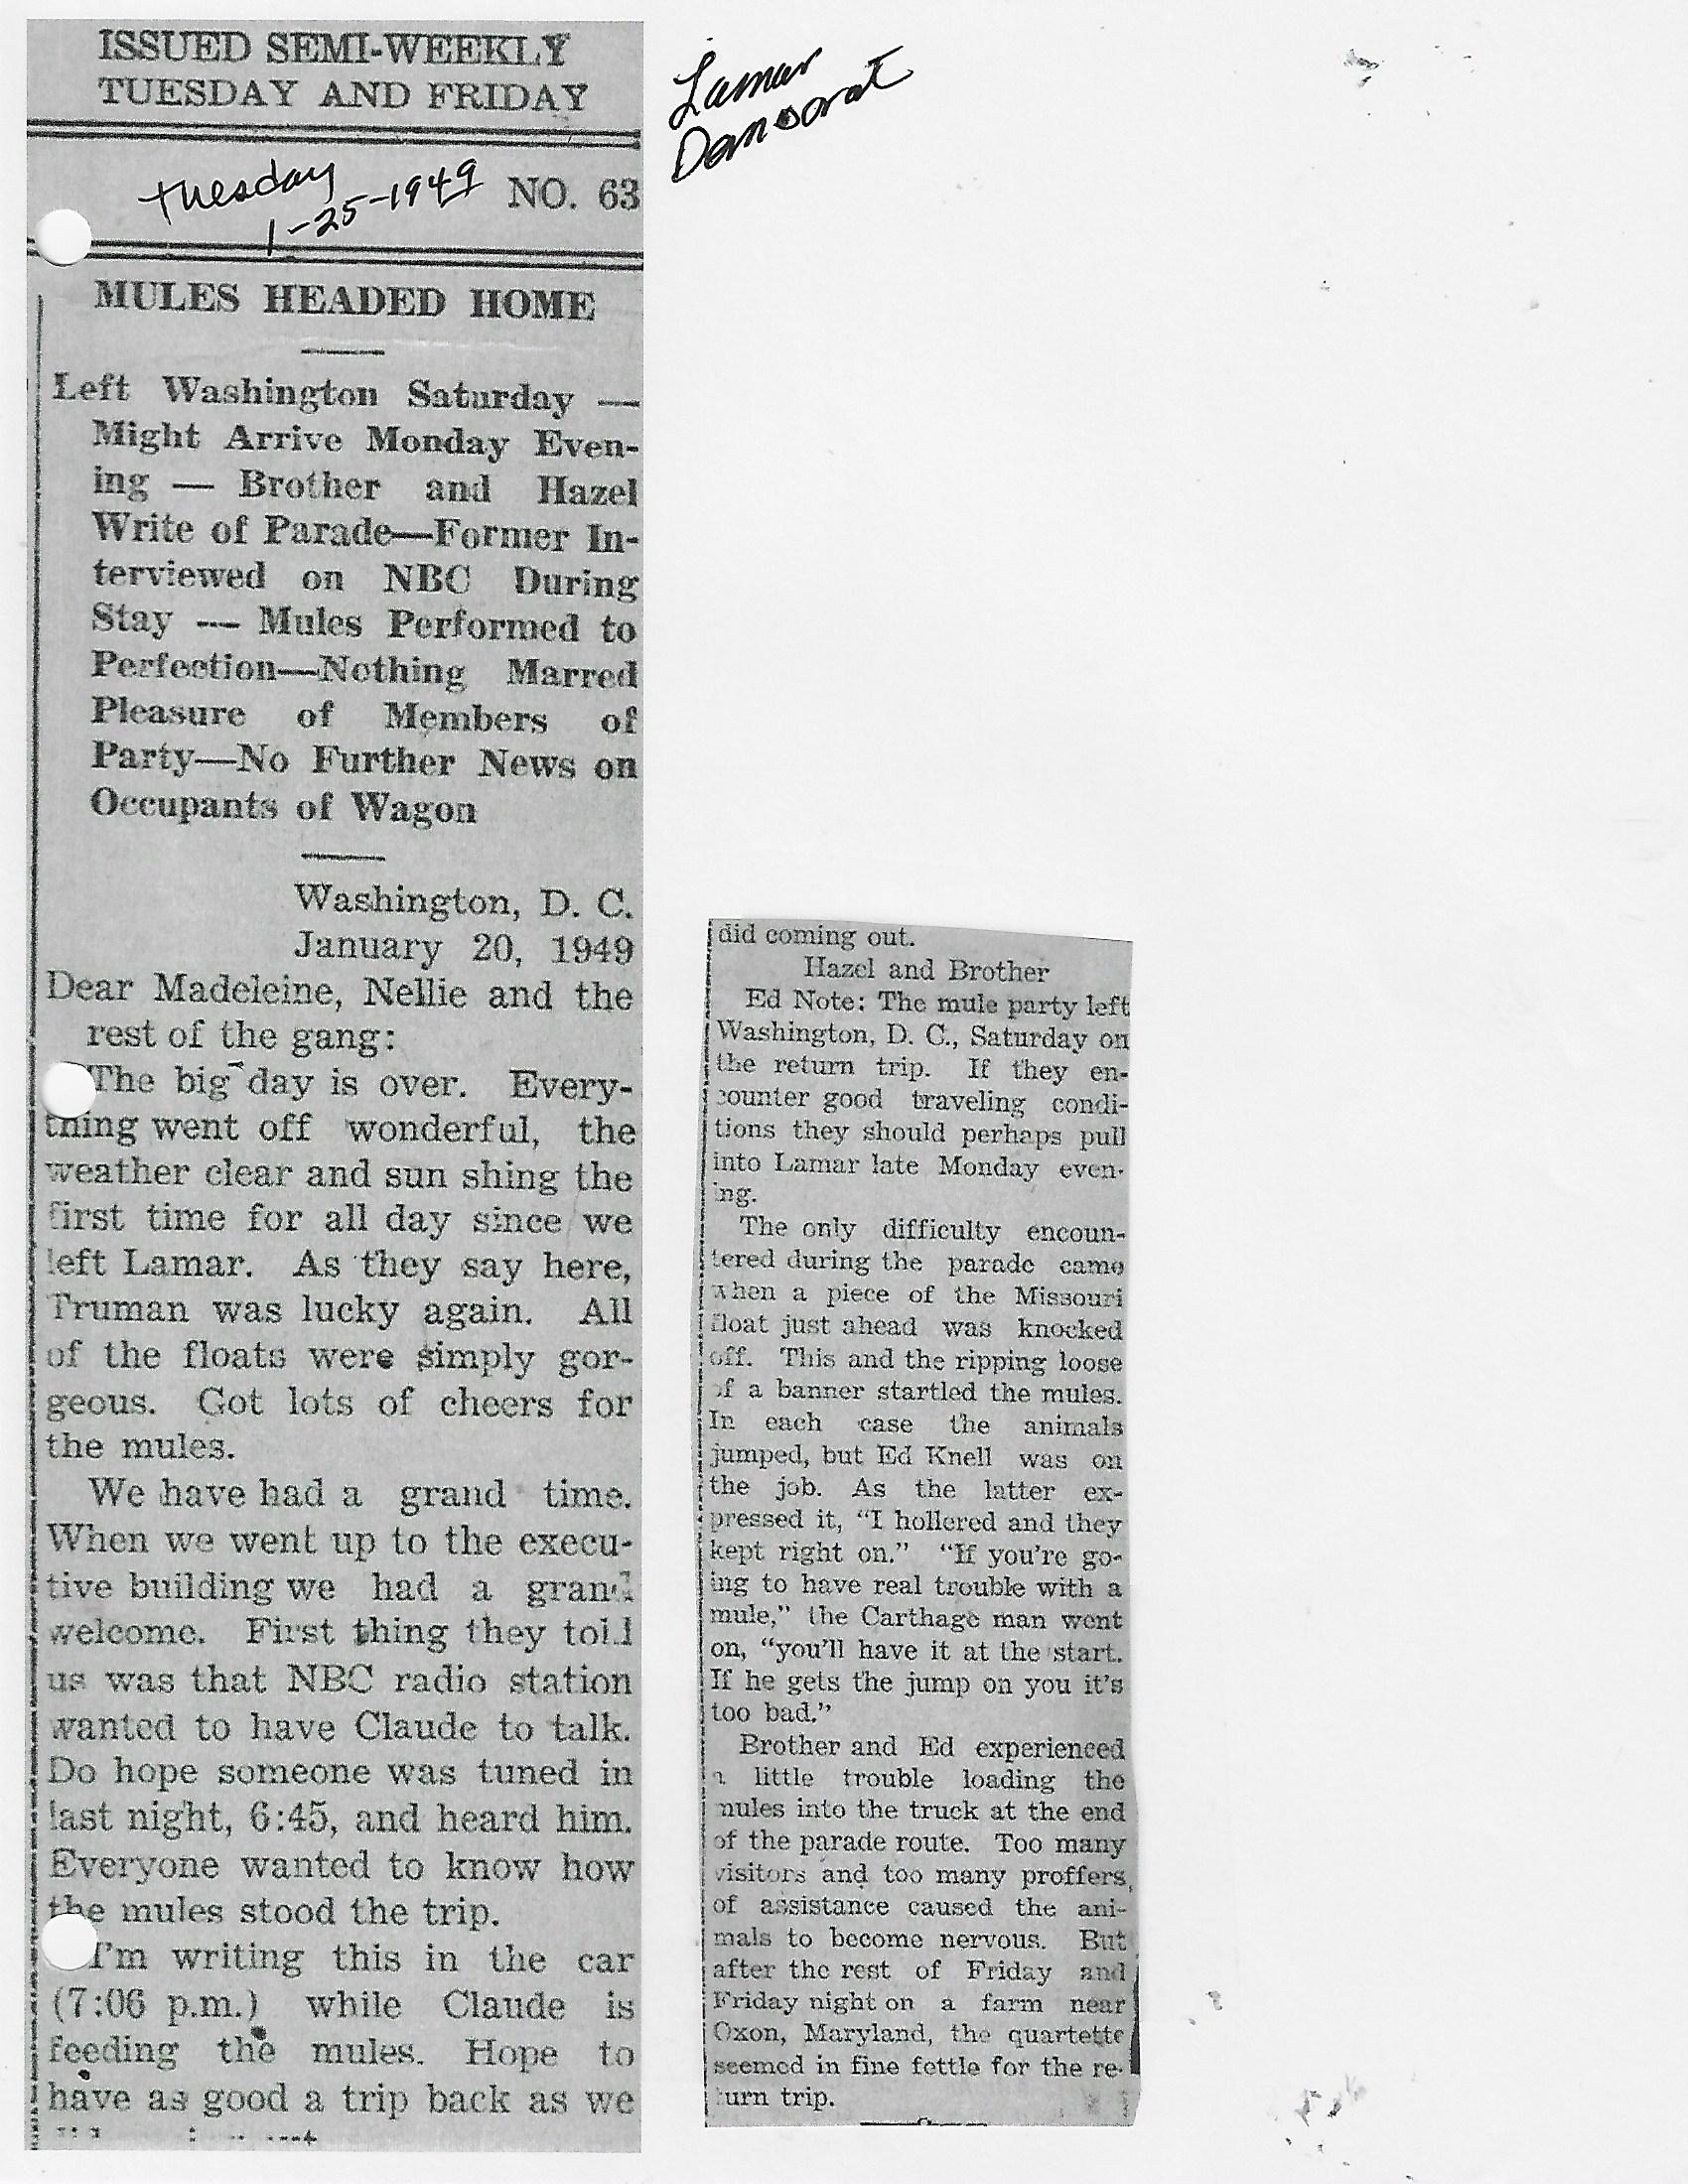 ISSUED SEMI-WEEKLY
TUESDAY AND FRIDAY
Tuesday
1-25-1949
NO. 63
Lamar
Democrat
MULES HEADED HOME
Left Washington Saturday —
Might Arrive Monday Even-
ing — Brother and Hazel
Write of Parade—Former In-
terviewed on NBC During
Stay — Mules Performed to
Perfection—Nothing Marred
Pleasure of Members of
Party—No Further News on
Occupants of Wagon
Washington, D. C.
January 20, 1949
Dear Madeleine, Nellie and the
rest of the gang:
The big day is over. Every-
thing went off wonderful, the
weather clear and sun shing the
first time for all day since we
left Lamar. As they say here,
Truman was lucky again. All
of the floats were simply gor-
geous. Got lots of cheers for
the mules.
We have had a grand time.
When we went up to the execu-
tive building we had a grand
welcome. First thing they told
us was that NBC radio station
wanted to have Claude to talk.
Do hope someone was tuned in
last night, 6:45, and heard him.
Everyone wanted to know how
the mules stood the trip.
I'm writing this in the car
(7:06 p.m.) while Claude is
feeding the mules. Hope to
have as good a trip back as we
did coming out.
Hazel and Brother
Ed Note: The mule party left
Washington, D. C., Saturday on
the return trip. If they en-
counter good traveling condi-
tions they should perhaps pull
into Lamar late Monday even-
ing.
The only difficulty encoun-
tered during the parade came
when a piece of the Missouri
float just ahead was knocked
off. This and the ripping loose
of a banner startled the mules.
In each case the animals
jumped, but Ed Knell was on
the job. As the latter ex-
pressed it, "I hollered and they
kept right on." "If you're go-
ing to have real trouble with a
mule," the Carthage man went
on, "you'll have it at the start.
If he gets the jump on you it's
too bad."
Brother and Ed experienced
a little trouble loading the
mules into the truck at the end
of the parade route. Too many
visitors and too many proffers
of assistance caused the ani-
mals to become nervous. But
after the rest of Friday and
Friday night on a farm near
Oxon, Maryland, the quartette
seemed in fine fettle for the re-
turn trip.